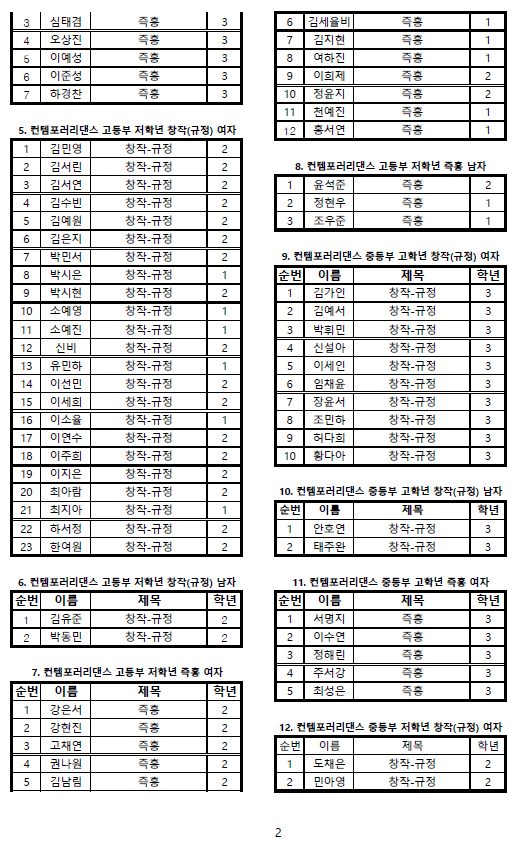 3 심태겸 즉흥 3
4 오상진 즉흥 3
5 이예성 즉흥 3
6 이준성 즉흥 3
7 하경찬 즉흥 3
5. 컨템포러리댄스 고등부 저학년 창작(규정) 여자
1 김민영 창작-규정 2
2 김서린 창작-규정 2
3 김서연 창작-규정 2
4 김수빈 창작-규정 2
5 김예원 창작-규정 2
6 김은지 창작-규정 2
7 박민서 창작-규정 2
8 박시은 창작-규정 1
9 박시현 창작-규정 2
10 소예영 창작-규정 1
11 소예진 창작-규정 1
12 신비 창작-규정 2
13 유민하 창작-규정 1
14 이선민 창작-규정 2
15 이세희 창작-규정 2
16 이소율 창작-규정 1
17 이연수 창작-규정 2
18 이주희 창작-규정 2
19 이지은 창작-규정 2
20 최아람 창작-규정 2
21 최지아 창작-규정 1
22 하서정 창작-규정 2
23 한여원 창작-규정 2
6. 컨템포러리댄스 고등부 저학년 창작(규정) 남자
순번 이름 제목 학년
1 김유준 창작-규정 2
2 박동민 창작-규정 2
7. 컨템포러리댄스 고등부 저학년 즉흥 여자
순번 이름 제목 학년
1 강은서 즉흥 2
2 강현진 즉흥 2
3 고채연 즉흥 2
4 권나원 즉흥 2
5 김남림 즉흥 2
6 김세율비 즉흥 1
7 김지현 즉흥 1
8 여하진 즉흥 1
9 이희제 즉흥 2
10 정윤지 즉흥 2
11 천예진 즉흥 1
12 홍서연 즉흥 1
8. 컨템포러리댄스 고등부 저학년 즉흥 남자
1 윤석준 즉흥 2
2 정현우 즉흥 1
3 조우준 즉흥 1
9. 컨템포러리댄스 중등부 고학년 창작(규정) 여자
순번 이름 제목 학년
1 김가인 창작-규정 3
2 김예서 창작-규정 3
3 박휘민 창작-규정 3
4 신설아 창작-규정 3
5 이세인 창작-규정 3
6 임채윤 창작-규정 3
7 장윤서 창작-규정 3
8 조민하 창작-규정 3
9 허다희 창작-규정 3
10 황다아 창작-규정 3
10. 컨템포러리댄스 중등부 고학년 창작(규정) 남자
순번 이름 제목 학년
1 안호연 창작-규정 3
2 태주완 창작-규정 3
11. 컨템포러리댄스 중등부 고학년 즉흥 여자
순번 이름 제목 학년
1 서명지 즉흥 3
2 이수연 즉흥 3
3 정해린 즉흥 3
4 주서강 즉흥 3
5 최성은 즉흥 3
12. 컨템포러리댄스 중등부 저학년 창작(규정) 여자
순번 이름 제목 학년
1 도채은 창작-규정 2
2 민아영 창작-규정 2
2